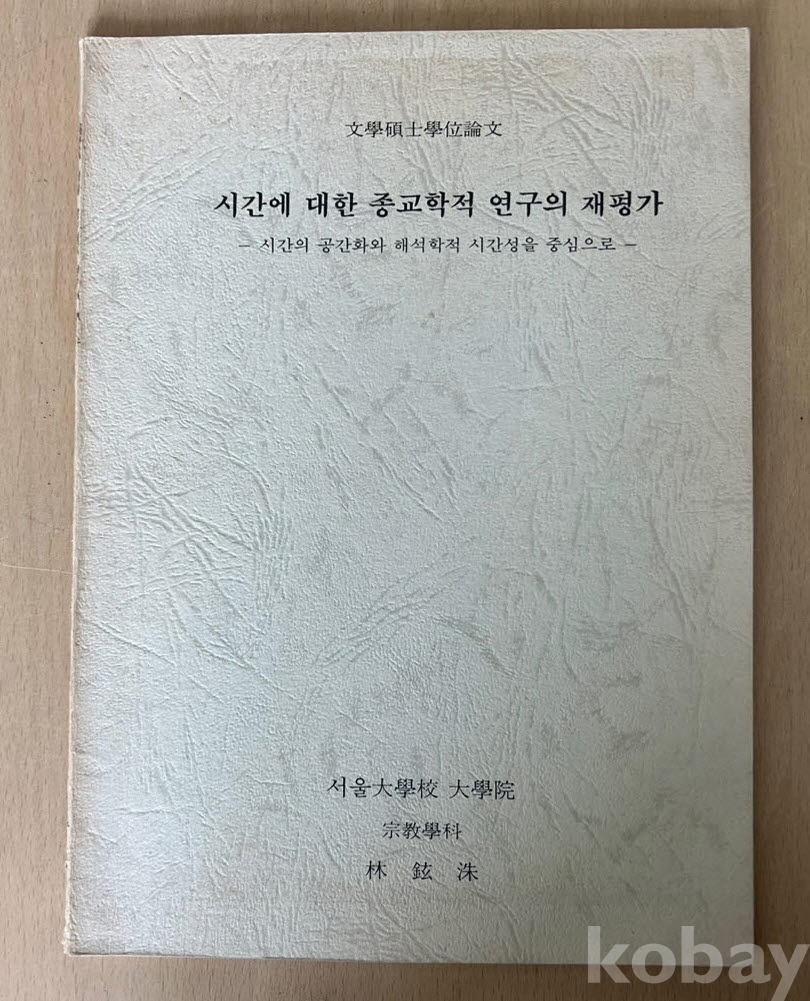 文學碩士學位論文
시간에 대한 종교학적 연구의 재평가
- 시간의 공간화와 해석학적 시간성을 중심으로 -
서울大學校 大學院
宗教學科
林 鉉 洙
kobay